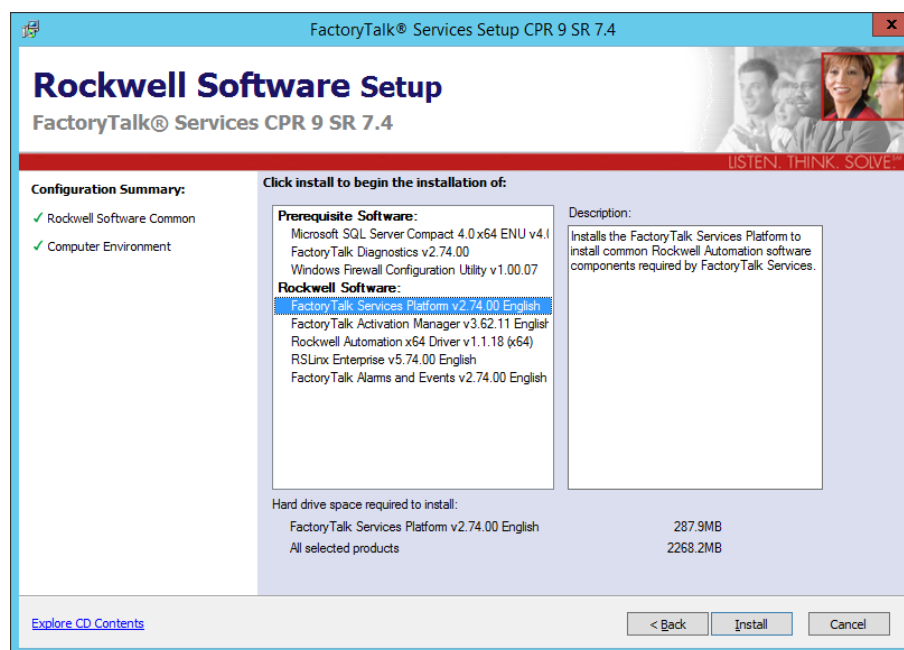 FactoryTalk® Services Setup CPR 9 SR 7.4
x
Rockwell Software Setup
FactoryTalk® Services CPR 9 SR 7.4
LISTEN. THINK. SOLVE.℠
Configuration Summary:
✓ Rockwell Software Common
✓ Computer Environment
Click install to begin the installation of:
Prerequisite Software:
Microsoft SQL Server Compact 4.0 x64 ENU v4.(
FactoryTalk Diagnostics v2.74.00
Windows Firewall Configuration Utility v1.00.07
Rockwell Software:
FactoryTalk Services Platform v2.74.00 English
FactoryTalk Activation Manager v3.62.11 English
Rockwell Automation x64 Driver v1.1.18 (x64)
RSLinx Enterprise v5.74.00 English
FactoryTalk Alarms and Events v2.74.00 English
Description:
Installs the FactoryTalk Services Platform to
install common Rockwell Automation software
components required by FactoryTalk Services.
Hard drive space required to install:
FactoryTalk Services Platform v2.74.00 English 287.9MB
All selected products 2268.2MB
Explore CD Contents
< Back
Install
Cancel